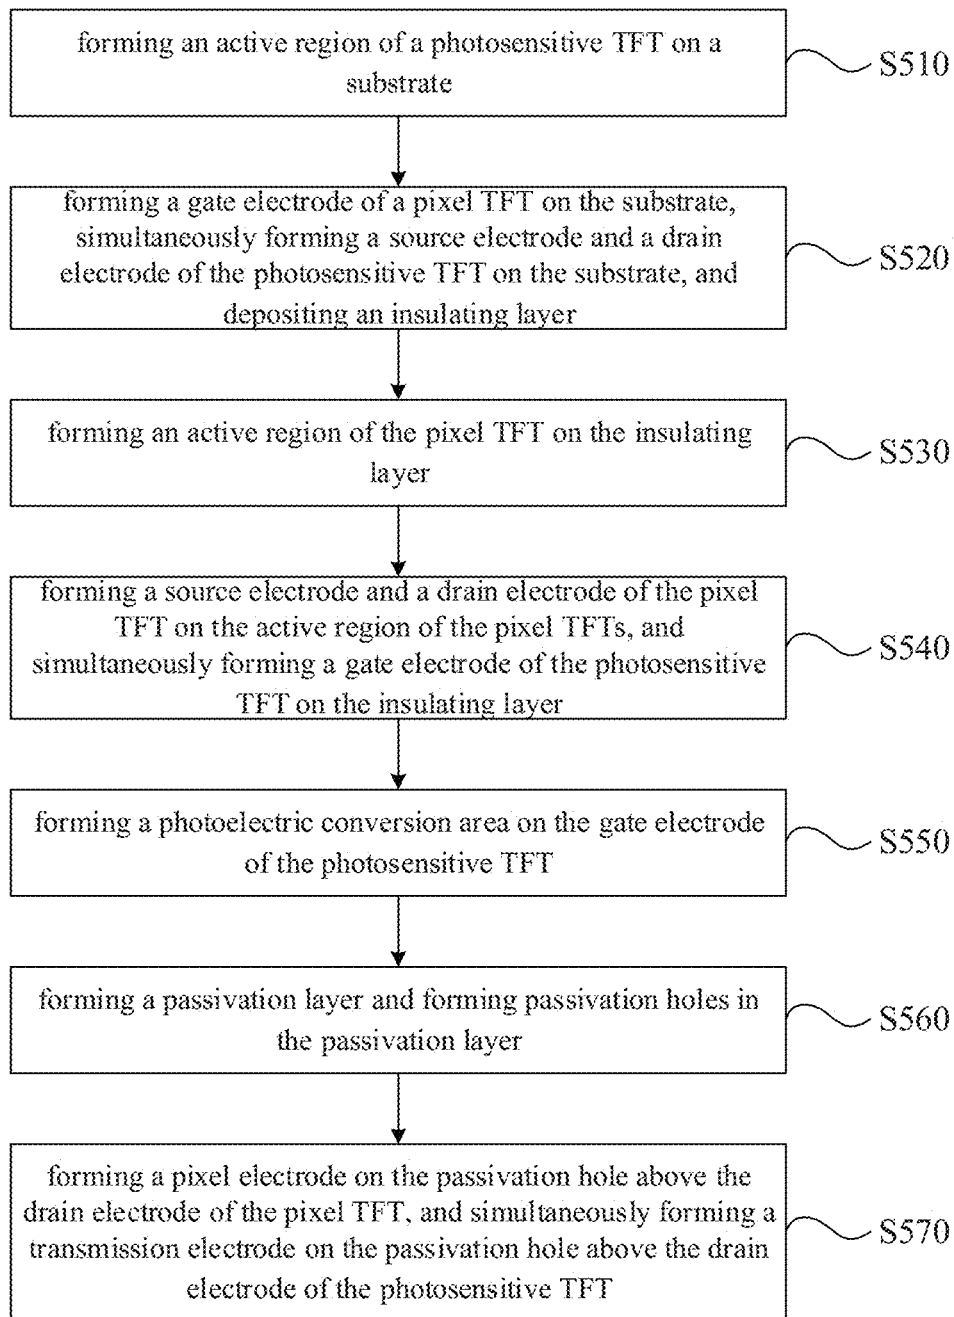 forming an active region of a photosensitive TFT on a
substrate
S510
forming a gate electrode of a pixel TFT on the substrate,
simultaneously forming a source electrode and a drain
electrode of the photosensitive TFT on the substrate, and
depositing an insulating layer
S520
forming an active region of the pixel TFT on the insulating
layer
S530
forming a source electrode and a drain electrode of the pixel
TFT on the active region of the pixel TFTs, and
simultaneously forming a gate electrode of the photosensitive
TFT on the insulating layer
S540
forming a photoelectric conversion area on the gate electrode
of the photosensitive TFT
S550
forming a passivation layer and forming passivation holes in
the passivation layer
S560
forming a pixel electrode on the passivation hole above the
drain electrode of the pixel TFT, and simultaneously forming a
transmission electrode on the passivation hole above the drain
electrode of the photosensitive TFT
S570